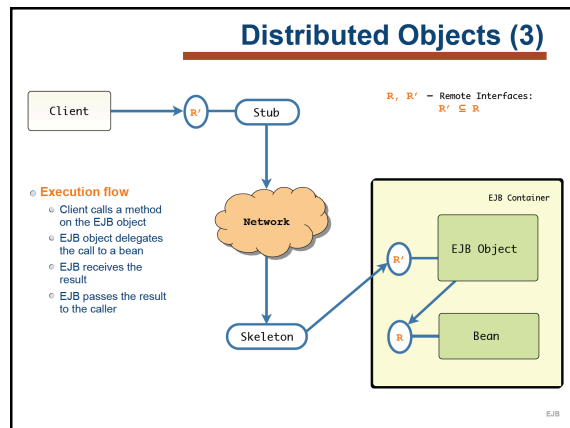 Distributed Objects (3)
Client
R'
Stub
R, R' – Remote Interfaces:
R' ⊆ R
Execution flow
Client calls a method
on the EJB object
EJB object delegates
the call to a bean
EJB receives the
result
EJB passes the result
to the caller
Network
EJB Container
R'
EJB Object
Skeleton
R
Bean
EJB